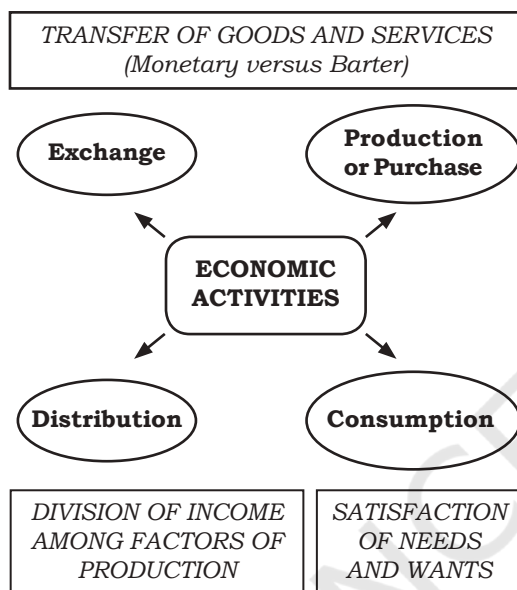 TRANSFER OF GOODS AND SERVICES
(Monetary versus Barter)
Exchange
Production
or Purchase
ECONOMIC
ACTIVITIES
Distribution
Consumption
DIVISION OF INCOME
AMONG FACTORS OF
PRODUCTION
SATISFACTION
OF NEEDS
AND WANTS